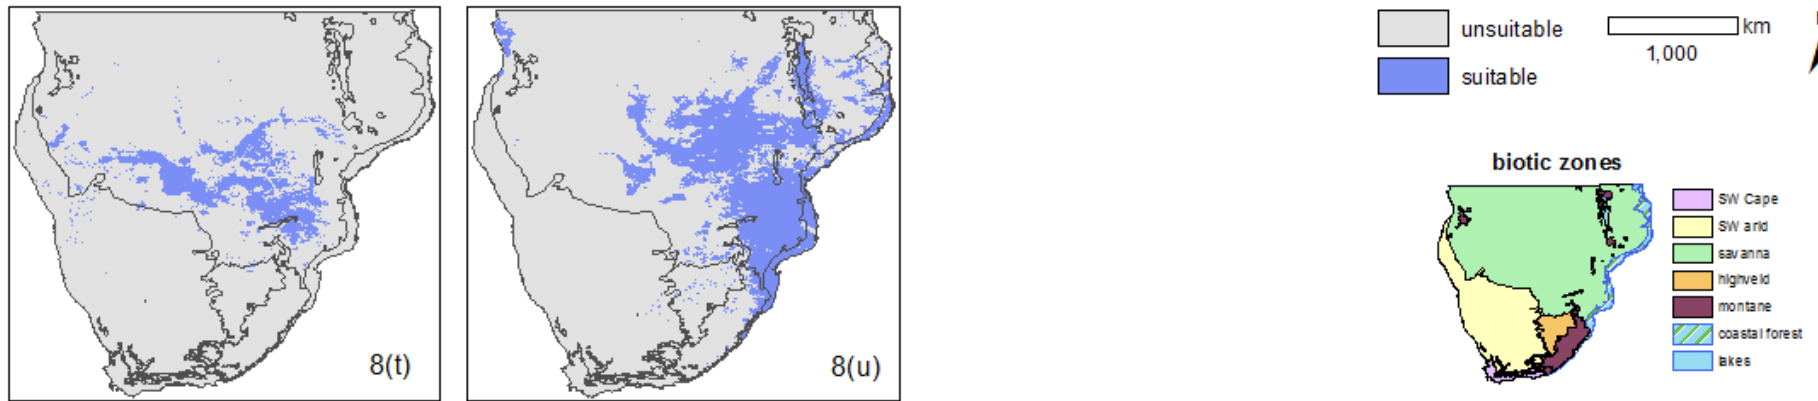 8(t)
8(u)
unsuitable
suitable
km
1,000
biotic zones
SW Cape
SW arid
savanna
highveld
montane
coastal forest
lakes